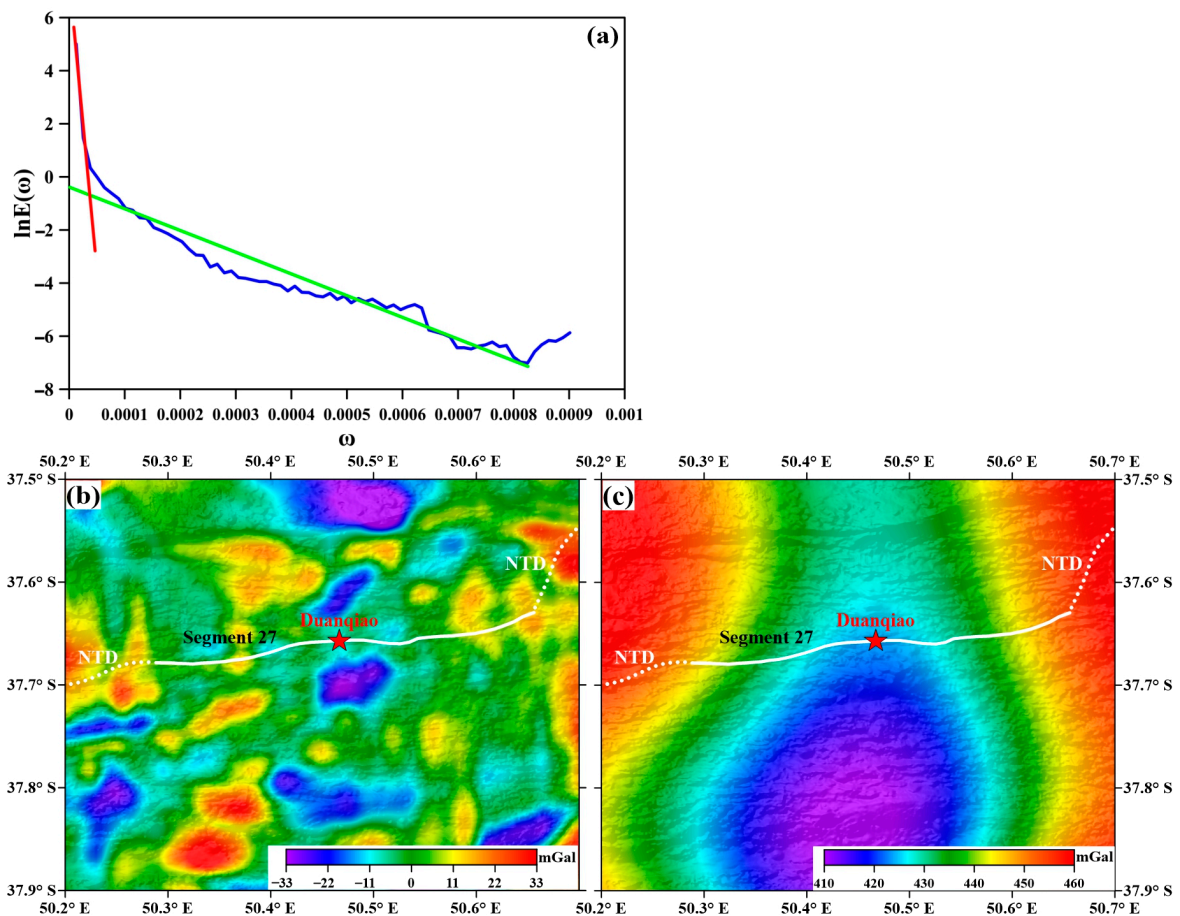 6
(a)
4
2
0
−2
−4
−6
−8
lnE(ω)
0 0.0001 0.0002 0.0003 0.0004 0.0005 0.0006 0.0007 0.0008 0.0009 0.001
ω
50.2° E 50.3° E 50.4° E 50.5° E 50.6° E 50.2° E 50.3° E 50.4° E 50.5° E 50.6° E 50.7° E
37.5° S (b) (c) 37.5° S
NTD NTD
37.6° S 37.6° S
Duanqiao Duanqiao
Segment 27 Segment 27
NTD NTD
37.7° S 37.7° S
37.8° S 37.8° S
mGal mGal
−33 −22 −11 0 11 22 33 410 420 430 440 450 460
37.9° S 37.9° S
50.2° E 50.3° E 50.4° E 50.5° E 50.6° E 50.2° E 50.3° E 50.4° E 50.5° E 50.6° E 50.7° E